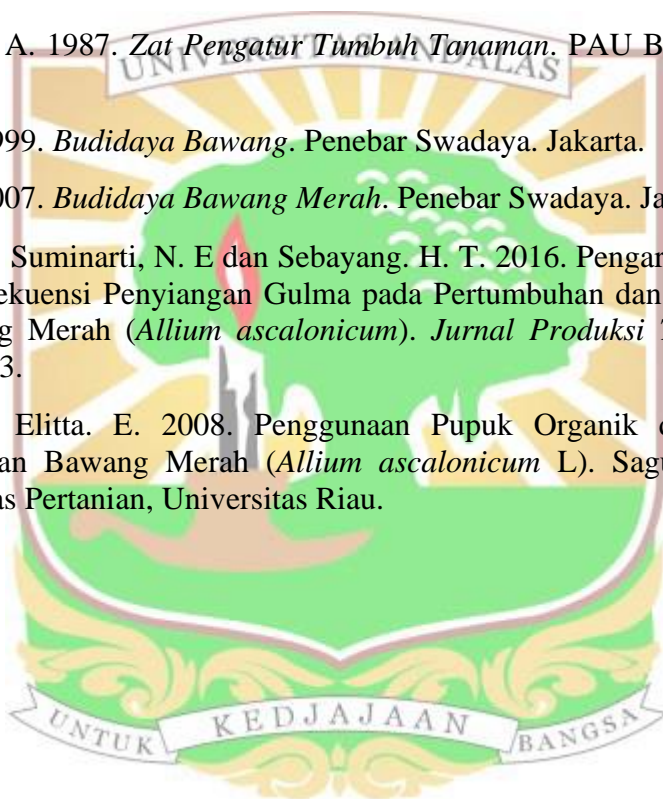 A. 1987. Zat Pengatur Tumbuh Tanaman. PAU B
UNIVERSITAS ANDALAS
99. Budidaya Bawang. Penebar Swadaya. Jakarta.
007. Budidaya Bawang Merah. Penebar Swadaya. Ja
Suminarti, N. E dan Sebayang. H. T. 2016. Pengar
ekuensi Penyiangan Gulma pada Pertumbuhan dan
g Merah (Allium ascalonicum). Jurnal Produksi
3.
Elitta. E. 2008. Penggunaan Pupuk Organik
an Bawang Merah (Allium ascalonicum L). Sagu
as Pertanian, Universitas Riau.
UNTUK KEDJAJAAN BANGSA